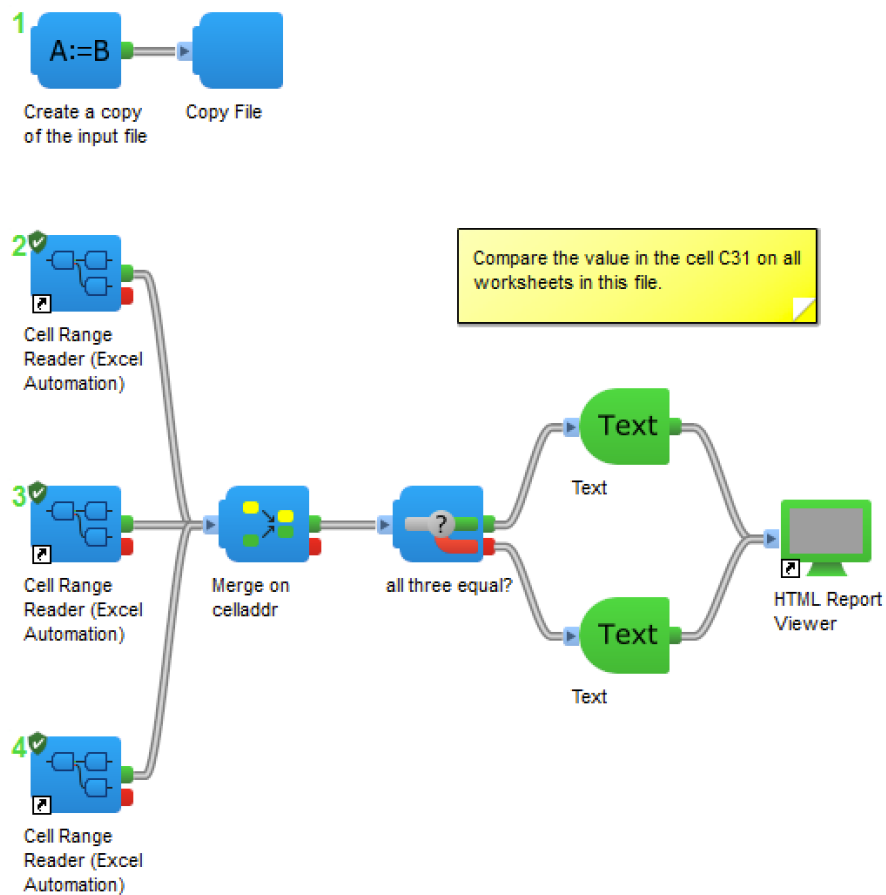 1
A:=B
Create a copy
of the input file
Copy File
2
Cell Range
Reader (Excel
Automation)
Compare the value in the cell C31 on all
worksheets in this file.
3
Cell Range
Reader (Excel
Automation)
Merge on
celladdr
?
all three equal?
Text
Text
Text
Text
HTML Report
Viewer
4
Cell Range
Reader (Excel
Automation)